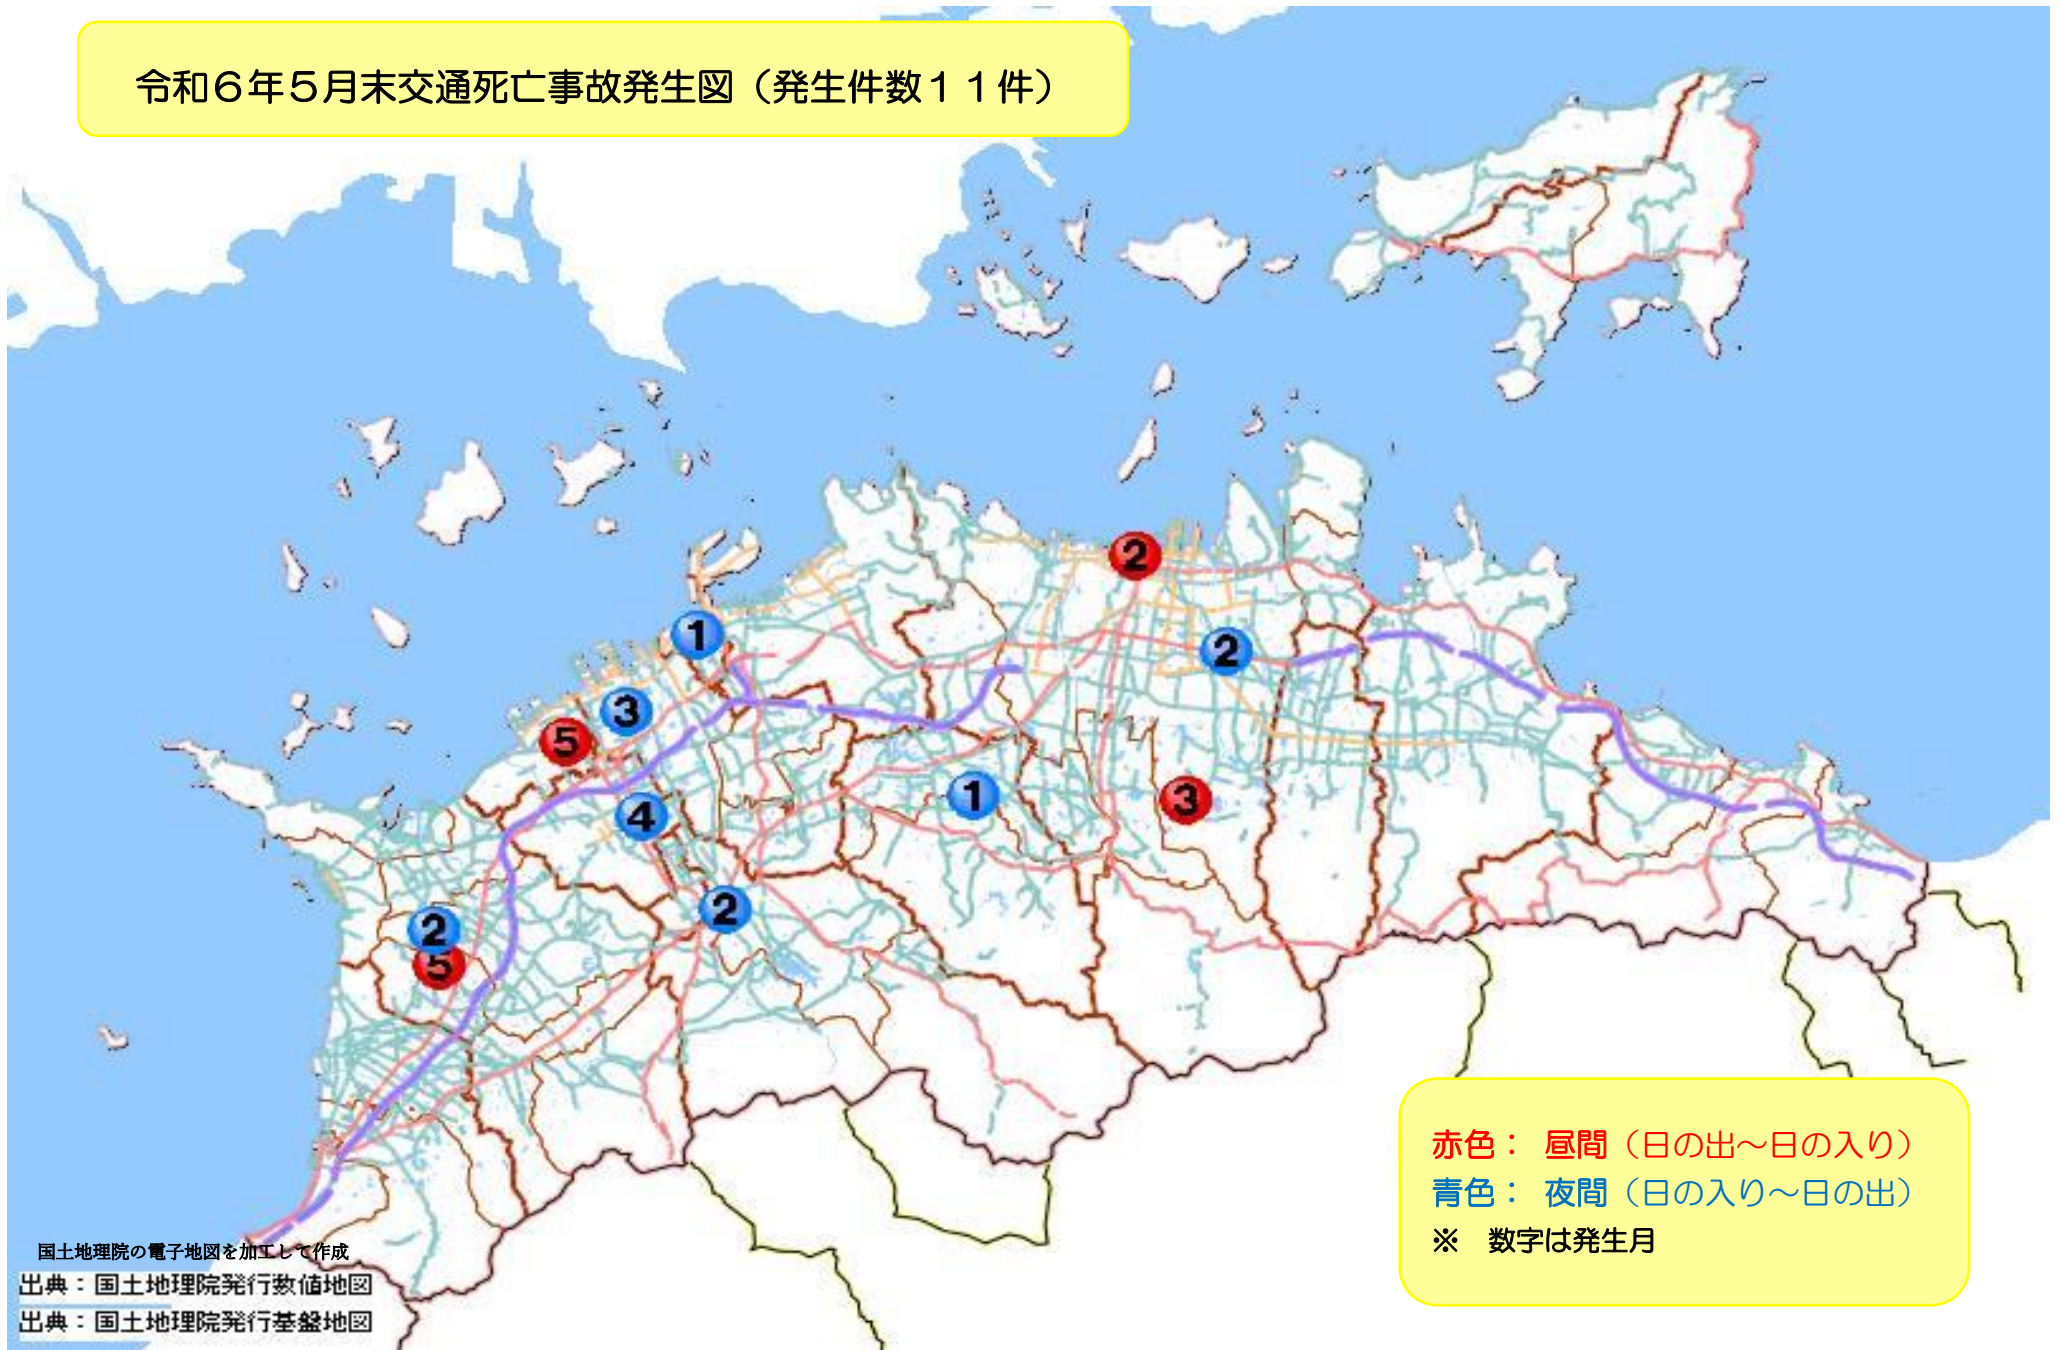 令和６年５月末交通死亡事故発生図（発生件数１１件）
2
1
2
3
5
1
3
4
2
2
5
赤色： 昼間（日の出～日の入り）
青色： 夜間（日の入り～日の出）
※　数字は発生月
国土地理院の電子地図を加工して作成
出典：国土地理院発行数値地図
出典：国土地理院発行基盤地図